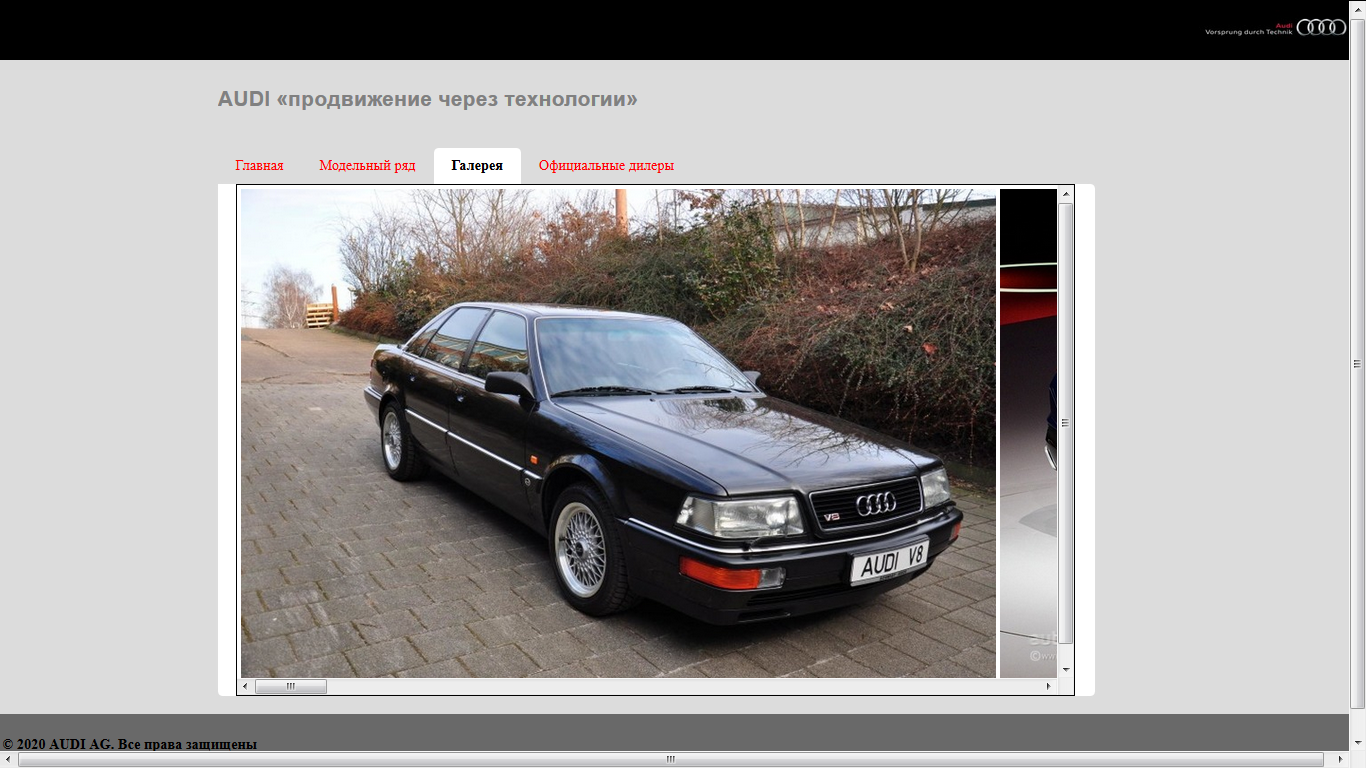 Audi
Vorsprung durch Technik
AUDI «продвижение через технологии»
Главная Модельный ряд Галерея Официальные дилеры
V8
AUDI V8
© 2020 AUDI AG. Все права защищены